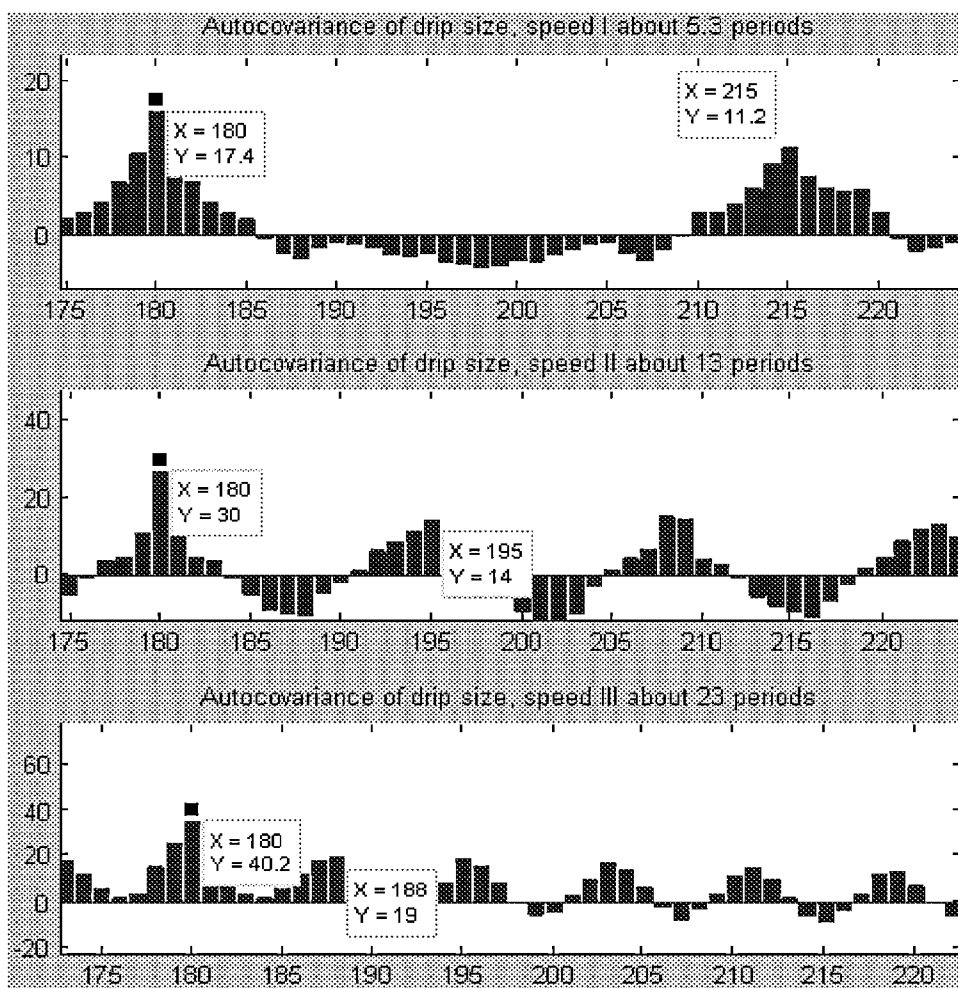 Autocovariance of drip size, speed I about 5.3 periods
20
10
0
X = 180
Y = 17.4
X = 215
Y = 11.2
175 180 185 190 195 200 205 210 215 220
Autocovariance of drip size, speed II about 13 periods
40
20
0
X = 180
Y = 30
X = 195
Y = 14
175 180 185 190 195 200 205 210 215 220
Autocovariance of drip size, speed III about 23 periods
60
40
20
0
-20
X = 180
Y = 40.2
X = 188
Y = 19
175 180 185 190 195 200 205 210 215 220